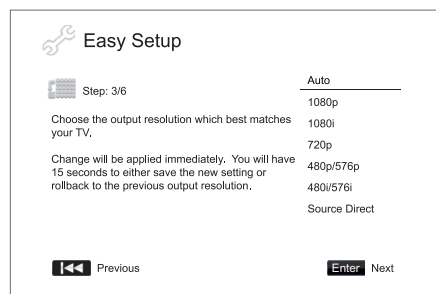 Easy Setup
Step: 3/6
Choose the output resolution which best matches
your TV.
Change will be applied immediately. You will have
15 seconds to either save the new setting or
rollback to the previous output resolution.
Auto
1080p
1080i
720p
480p/576p
480i/576i
Source Direct
Previous
Enter Next